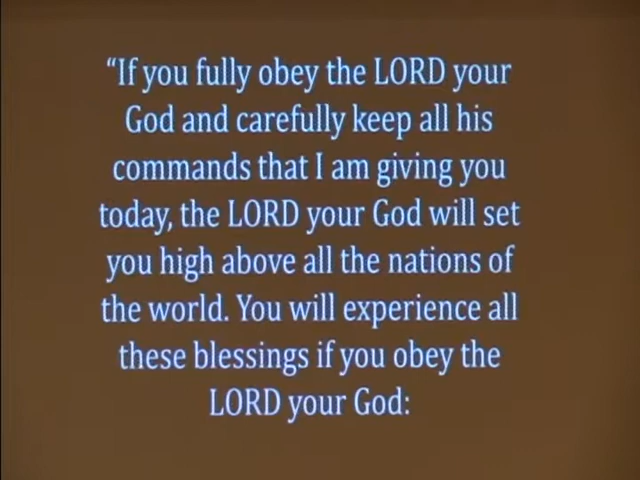 “If you fully obey the LORD your
God and carefully keep all his
commands that I am giving you
today, the LORD your God will set
you high above all the nations of
the world. You will experience all
these blessings if you obey the
LORD your God: